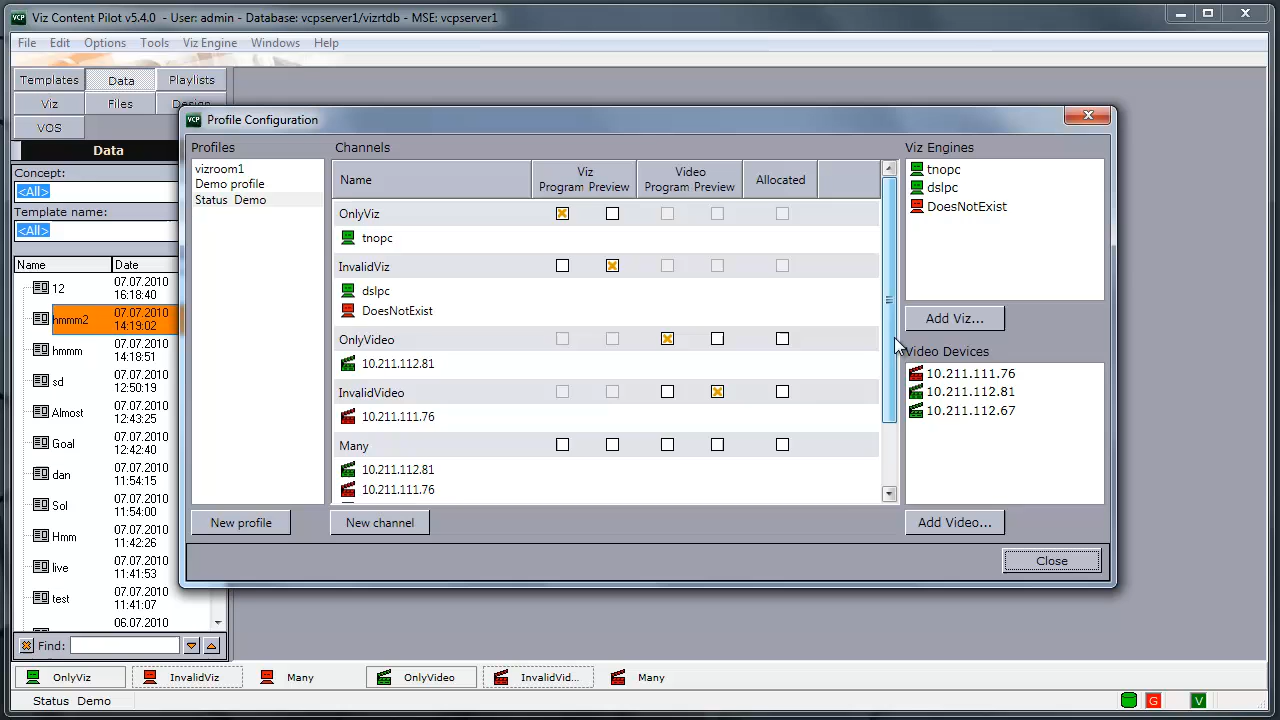 VCP Viz Content Pilot v5.4.0 - User: admin - Database: vcpserver1/vizrtdb - MSE: vcpserver1
File Edit Options Tools Viz Engine Windows Help
Templates Data Playlists
Viz Files Design
VOS
Data
Concept:
<All>
Template name:
<All>
Name Date
12 07.07.2010 16:18:40
hmmm2 07.07.2010 14:19:02
hmmm 07.07.2010 14:18:51
sd 07.07.2010 12:50:19
Almost 07.07.2010 12:43:25
Goal 07.07.2010 12:42:40
dan 07.07.2010 11:54:15
Sol 07.07.2010 11:54:00
Hmm 07.07.2010 11:42:26
live 07.07.2010 11:41:53
test 07.07.2010 11:41:07
06.07.2010
Find:
VCP Profile Configuration
Profiles
vizroom1
Demo profile
Status Demo
New profile
Channels
Name Viz Program Preview Video Program Preview Allocated
OnlyViz
tnopc
InvalidViz
dslpc
DoesNotExist
OnlyVideo
10.211.112.81
InvalidVideo
10.211.111.76
Many
10.211.112.81
10.211.111.76
New channel
Viz Engines
tnopc
dslpc
DoesNotExist
Add Viz...
Video Devices
10.211.111.76
10.211.112.81
10.211.112.67
Add Video...
Close
OnlyViz InvalidViz Many OnlyVideo InvalidVid... Many
Status Demo G V